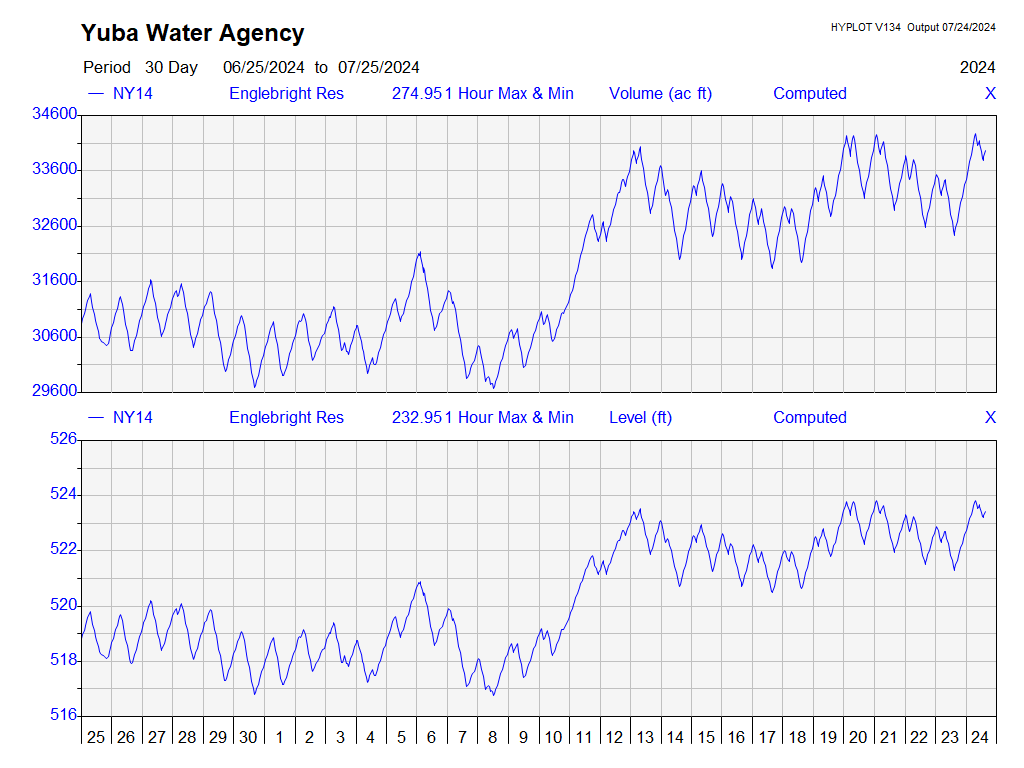 Yuba Water Agency
HYPLOT V134 Output 07/24/2024
Period 30 Day 06/25/2024 to 07/25/2024 2024
— NY14 Englebright Res 274.951 Hour Max & Min Volume (ac ft) Computed X
34600
33600
32600
31600
30600
29600
— NY14 Englebright Res 232.951 Hour Max & Min Level (ft) Computed X
526
524
522
520
518
516
25 26 27 28 29 30 1 2 3 4 5 6 7 8 9 10 11 12 13 14 15 16 17 18 19 20 21 22 23 24